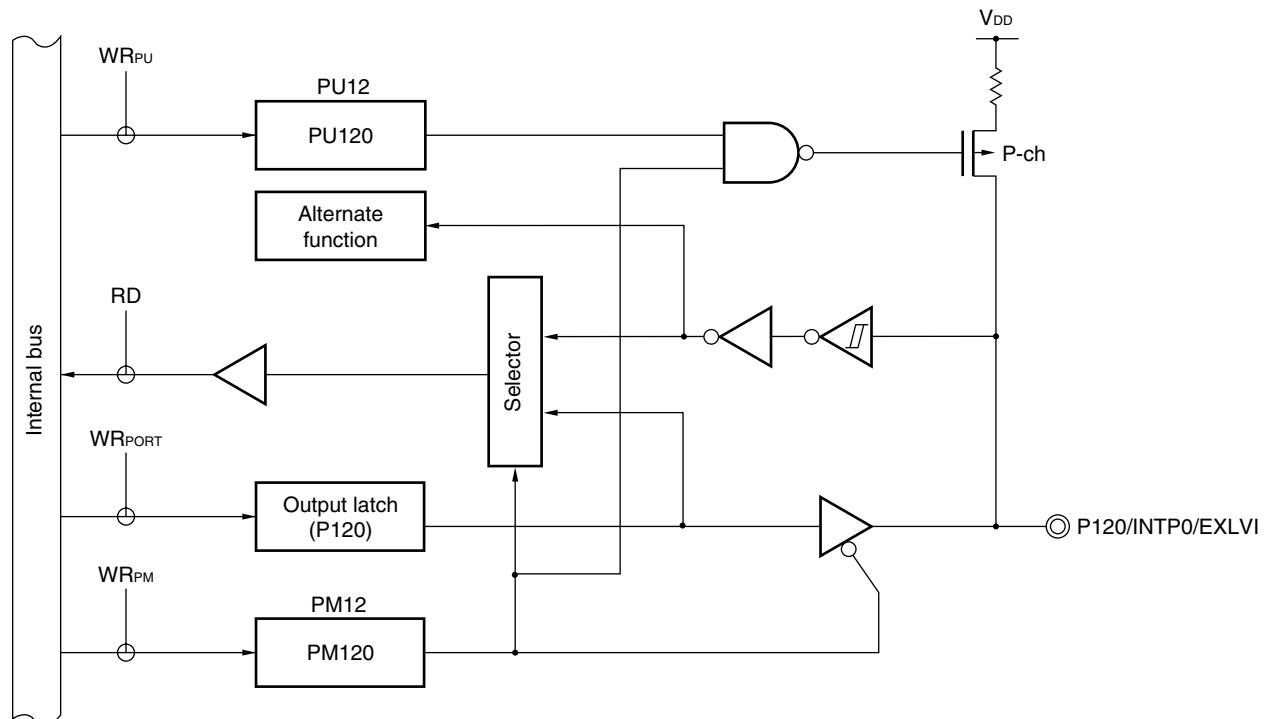 VDD
WRPU
PU12
PU120
P-ch
Alternate
function
RD
Internal bus
Selector
WRPORT
Output latch
(P120)
P120/INTP0/EXLVI
WRPM
PM12
PM120